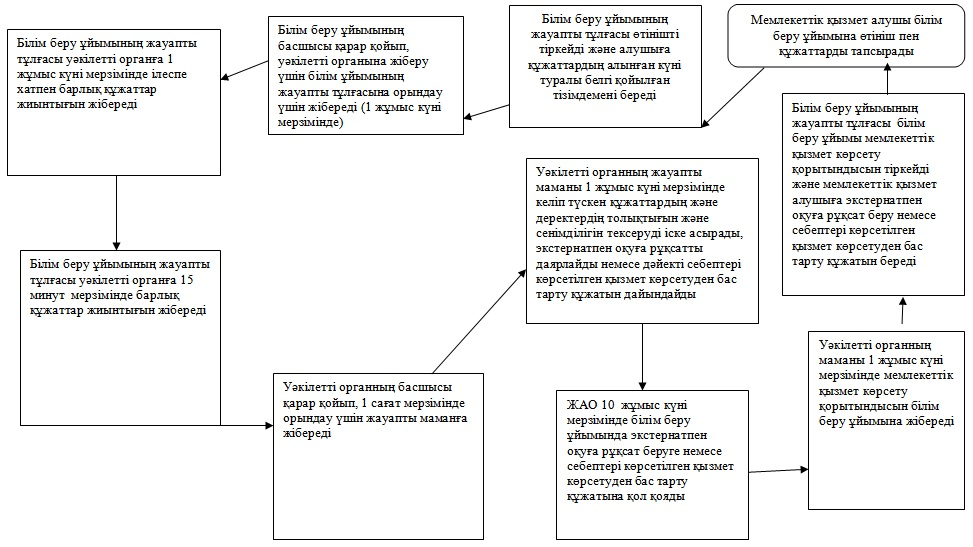 Мемлекеттік қызмет алушы білім
беру ұйымына өтініш пен
құжаттарды тапсырады
Білім беру ұйымының
жауапты тұлғасы өтінішті
тіркейді және алушыға
құжаттардың алынған күні
туралы белгі қойылған
тізімдемені береді
Білім беру ұйымының
басшысы қарар қойып,
уәкілетті органына жіберу
үшін білім ұйымының
жауапты тұлғасына орындау
үшін жібереді (1 жұмыс күні
мерзімінде)
Білім беру ұйымының жауапты
тұлғасы уәкілетті органға 1
жұмыс күні мерзімінде ілеспе
хатпен барлық құжаттар
жиынтығын жібереді
Білім беру ұйымының жауапты
тұлғасы уәкілетті органға 15
минут мерзімінде барлық
құжаттар жиынтығын жібереді
Уәкілетті органның басшысы
қарар қойып, 1 сағат мерзімінде
орындау үшін жауапты маманға
жібереді
Уәкілетті органның жауапты
маманы 1 жұмыс күні мерзімінде
келіп түскен құжаттардың және
деректердің толықтығын және
сенімділігін тексеруді іске асырады,
экстернатпен оқуға рұқсатты
даярлайды немесе дәйекті себептері
көрсетілген қызмет көрсетуден бас
тарту құжатын дайындайды
ЖАО 10 жұмыс күні
мерзімінде білім беру
ұйымында экстернатпен
оқуға рұқсат беруге немесе
себептері көрсетілген қызмет
көрсетуден бас тарту
құжатына қол қояды
Уәкілетті органның
маманы 1 жұмыс күні
мерзімінде мемлекеттік
қызмет көрсету
қорытындысын білім
беру ұйымына жібереді
Білім беру ұйымының
жауапты тұлғасы білім
беру ұйымы мемлекеттік
қызмет көрсету
қорытындысын тіркейді
және мемлекеттік қызмет
алушыға экстернатпен
оқуға рұқсат беру немесе
себептері көрсетілген
қызмет көрсетуден бас
тарту құжатын береді